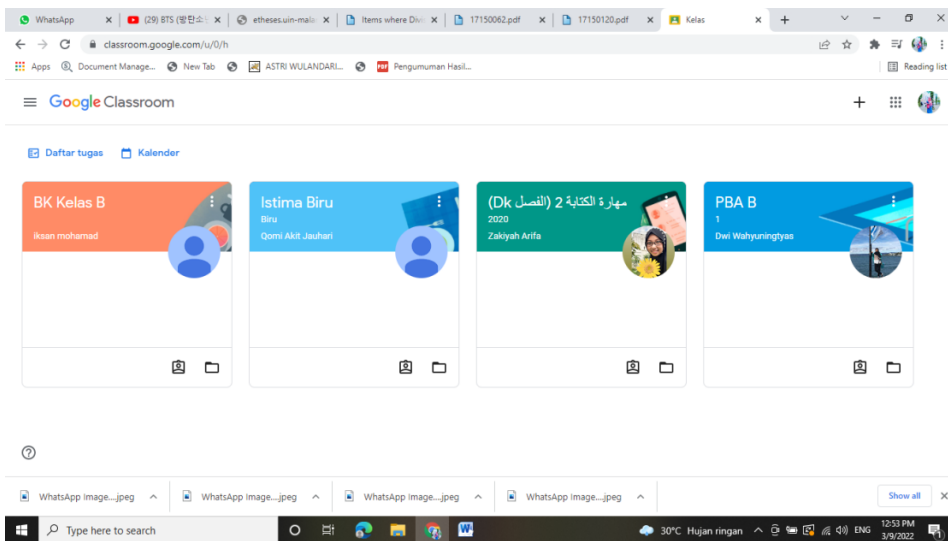 WhatsApp
(29) BTS (방탄소
etheses.uin-mala
Items where Divi
17150062.pdf
17150120.pdf
Kelas
classroom.google.com/u/0/h
Apps
Document Manage...
New Tab
ASTRI WULANDARI...
PDF
Pengumuman Hasil...
Reading list
Google Classroom
Daftar tugas
Kalender
BK Kelas B
Iksan mohamad
Istima Biru
Biru
Qomi Akit Jauhari
مهارة الكتابة 2 (الفصل Dk)
2020
Zakiyah Arifa
PBA B
1
Dwi Wahyuningtyas
WhatsApp Image....jpeg
WhatsApp Image....jpeg
WhatsApp Image....jpeg
WhatsApp Image....jpeg
Show all
Type here to search
30°C Hujan ringan
ENG
12:53 PM
3/9/2022